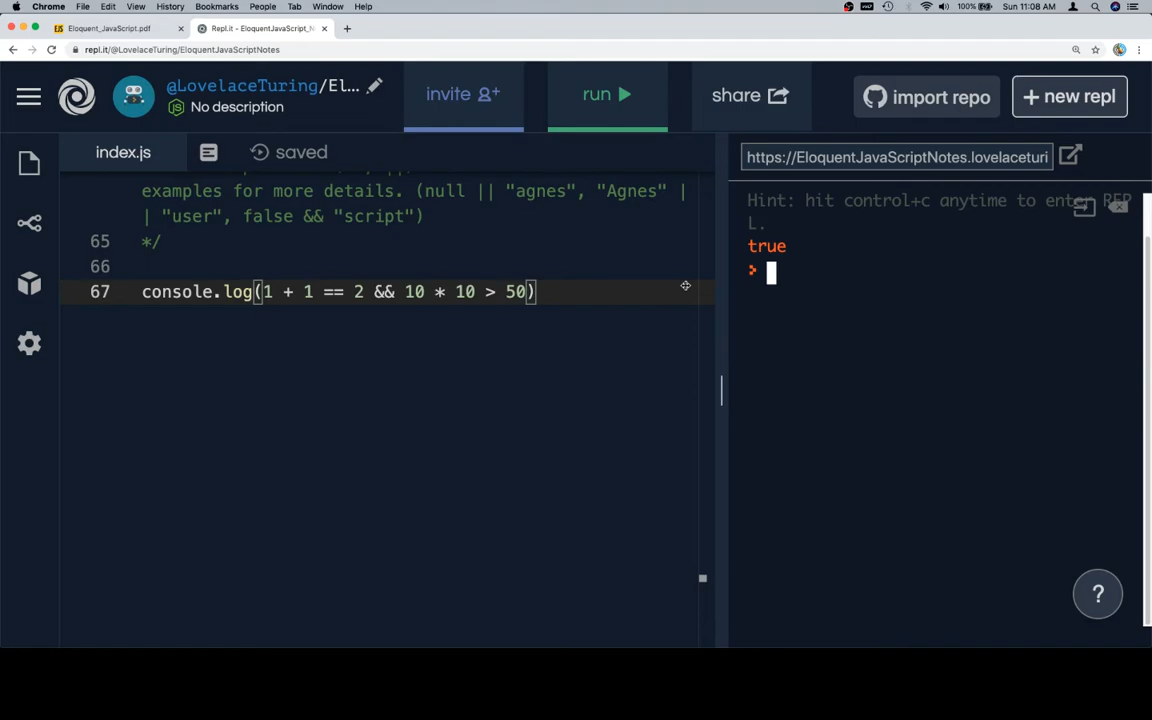 Chrome File Edit View History Bookmarks People Tab Window Help 100% Sun 11:08 AM
Eloquent_JavaScript.pdf × Repl.it - Eloquent_JavaScript_N × +
repl.it/@LovelaceTuring/EloquentJavaScriptNotes
@LovelaceTuring/Elo...
No description
invite
run
share
import repo
+ new repl
index.js
saved
https://EloquentJavaScriptNotes.lovelaceturi
examples for more details. (null || "agnes", "Agnes" |
| "user", false && "script")
65 */
66
67 console.log(1 + 1 == 2 && 10 * 10 > 50)
Hint: hit control+c anytime to enter REP
L.
true
>
?